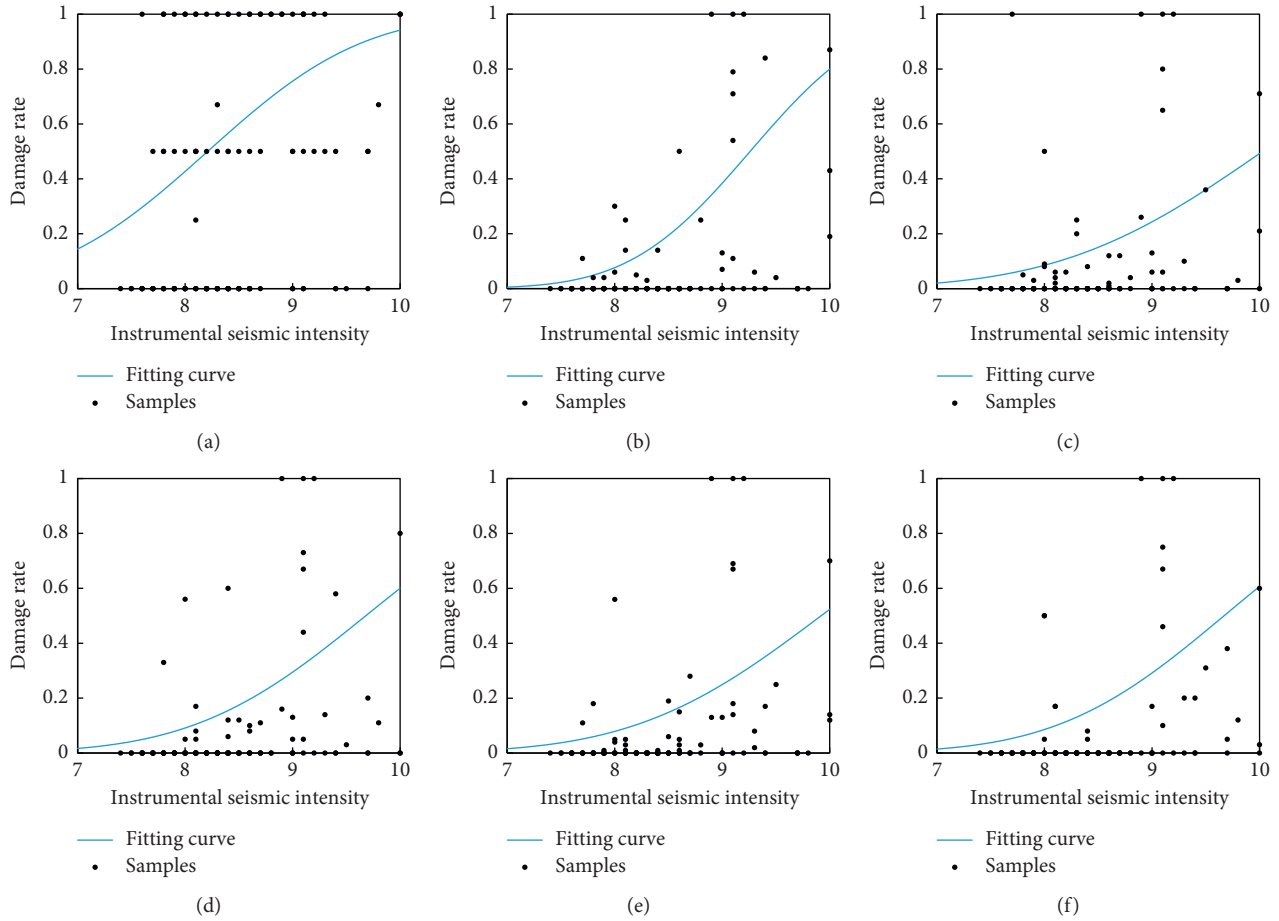 1
0.8
0.6
0.4
0.2
0
Damage rate
7 8 9 10
Instrumental seismic intensity
Fitting curve
Samples
(a)
1
0.8
0.6
0.4
0.2
0
Damage rate
7 8 9 10
Instrumental seismic intensity
Fitting curve
Samples
(b)
1
0.8
0.6
0.4
0.2
0
Damage rate
7 8 9 10
Instrumental seismic intensity
Fitting curve
Samples
(c)
1
0.8
0.6
0.4
0.2
0
Damage rate
7 8 9 10
Instrumental seismic intensity
Fitting curve
Samples
(d)
1
0.8
0.6
0.4
0.2
0
Damage rate
7 8 9 10
Instrumental seismic intensity
Fitting curve
Samples
(e)
1
0.8
0.6
0.4
0.2
0
Damage rate
7 8 9 10
Instrumental seismic intensity
Fitting curve
Samples
(f)